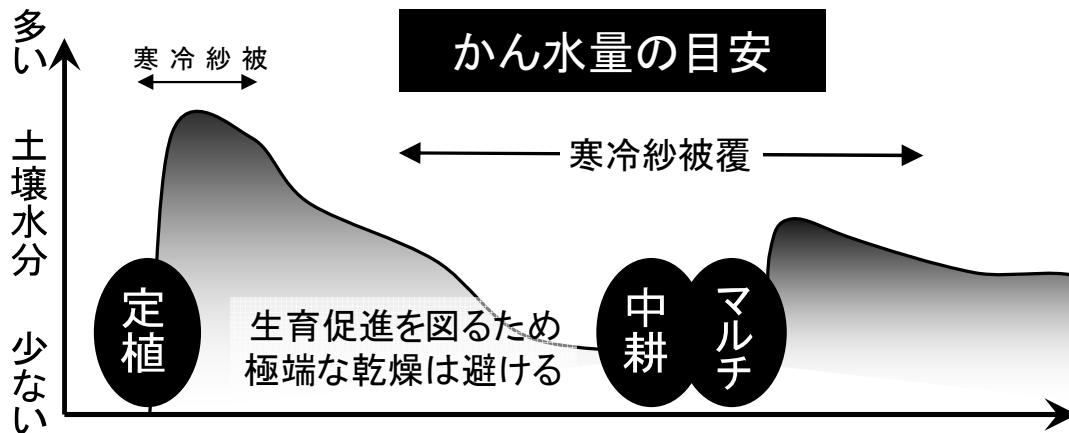 かん水量の目安
多い
土壌水分
少ない
寒冷紗被
寒冷紗被覆
定植
生育促進を図るため
極端な乾燥は避ける
中耕
マルチ